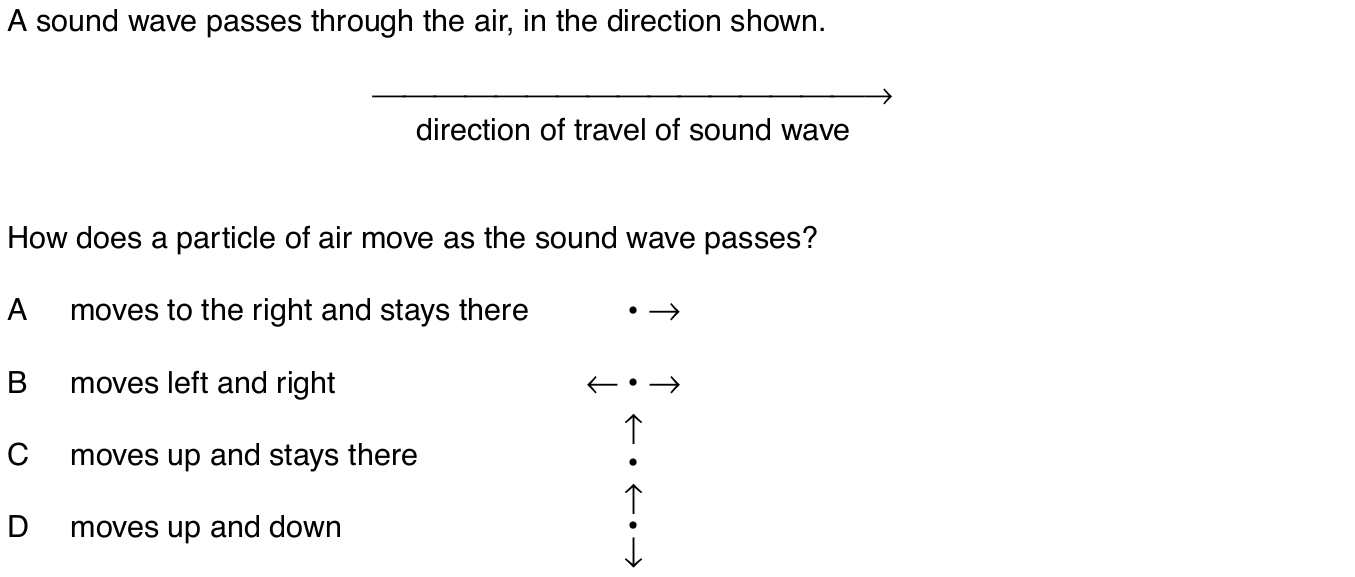 A sound wave passes through the air, in the direction shown.
direction of travel of sound wave
How does a particle of air move as the sound wave passes?
A moves to the right and stays there
B moves left and right
C moves up and stays there
D moves up and down